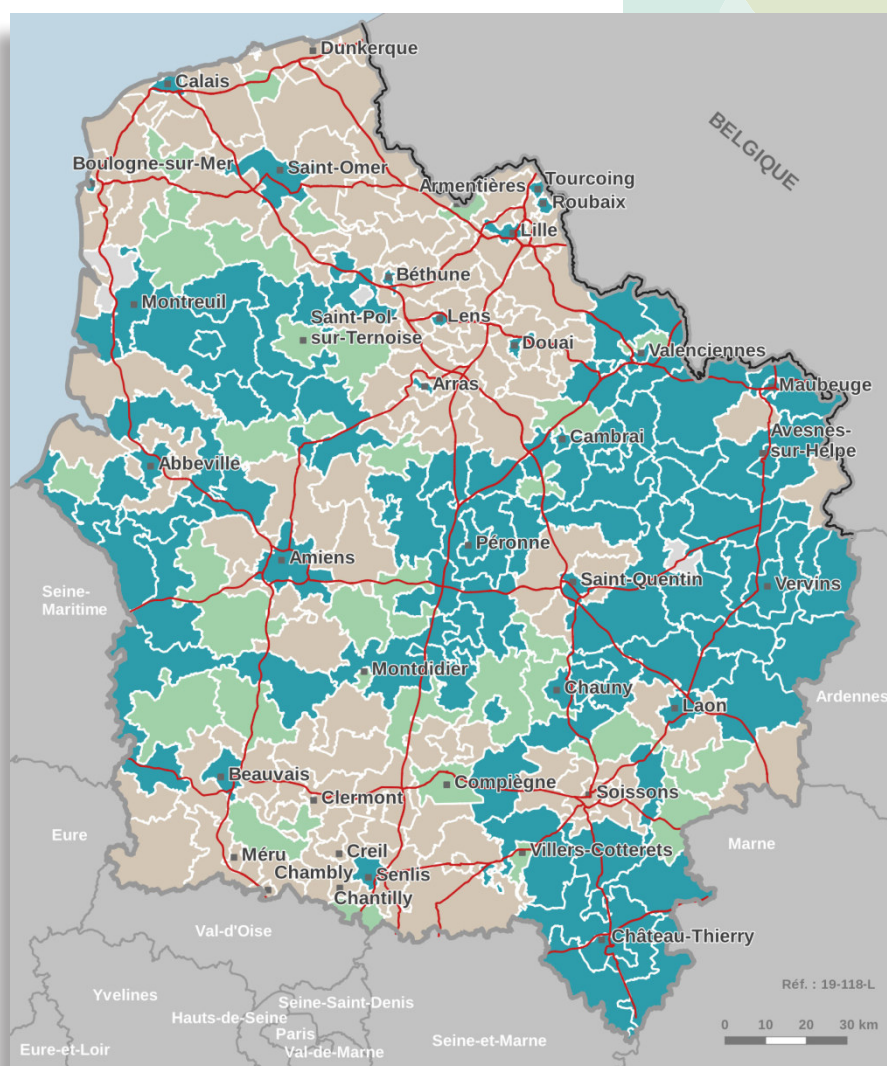 Dunkerque
Calais
BELGIQUE
Boulogne-sur-Mer
Saint-Omer
Tourcoing
Armentières
Roubaix
Lille
Béthune
Montreuil
Lens
Saint-Pol-
sur-Ternoise
Douai
Valenciennes
Arras
Maubeuge
Avesnes-
sur-Helpe
Cambrai
Abbeville
Péronne
Amiens
Saint-Quentin
Vervins
Seine-
Maritime
Montdidier
Chauny
Laon
Ardennes
Beauvais
Compiègne
Soissons
Clermont
Eure
Marne
Creil
Villers-Cotterets
Méru
Chambly
Senlis
Chantilly
Val-d'Oise
Château-Thierry
Réf. : 19-118-L
Yvelines
Seine-Saint-Denis
Hauts-de-Seine
Paris
Seine-et-Marne
Eure-et-Loir
Val-de-Marne
0 10 20 30 km